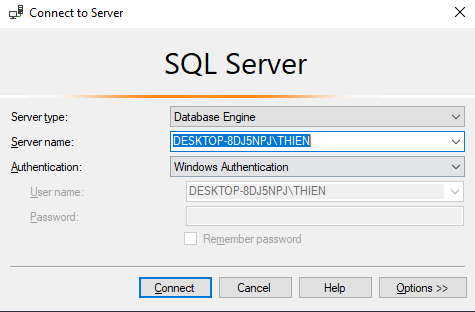 Connect to Server
SQL Server
Server type: Database Engine
Server name: DESKTOP-8DJ5NPJ\THIEN
Authentication: Windows Authentication
User name: DESKTOP-8DJ5NPJ\THIEN
Password:
Remember password
Connect Cancel Help Options >>